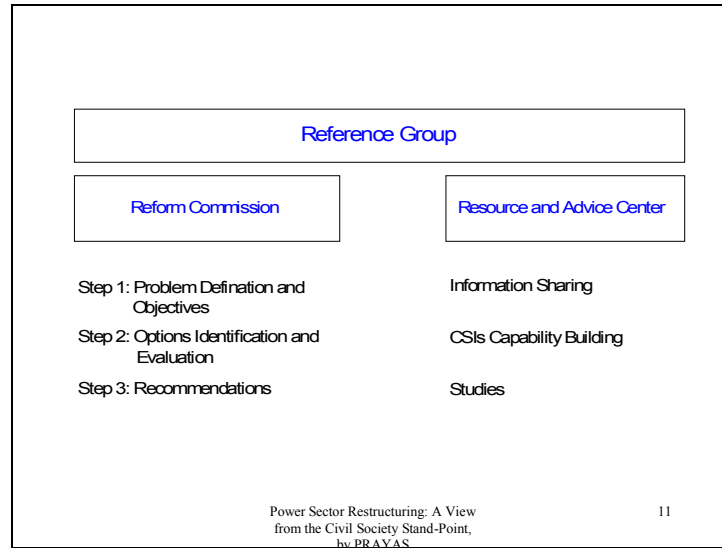 Reference Group
Reform Commission
Resource and Advice Center
Step 1: Problem Defination and
Objectives
Step 2: Options Identification and
Evaluation
Step 3: Recommendations
Information Sharing
CSIs Capability Building
Studies
Power Sector Restructuring: A View
from the Civil Society Stand-Point,
by PRAYAS
11